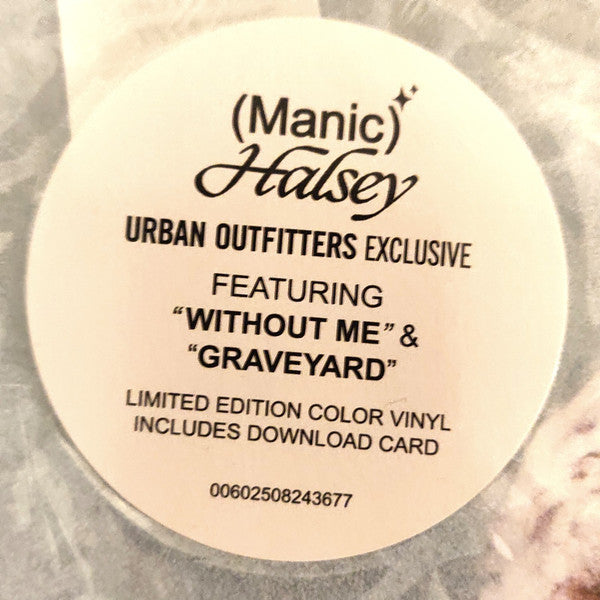 (Manic)
Halsey
URBAN OUTFITTERS EXCLUSIVE
FEATURING
“WITHOUT ME” &
“GRAVEYARD”
LIMITED EDITION COLOR VINYL
INCLUDES DOWNLOAD CARD
00602508243677